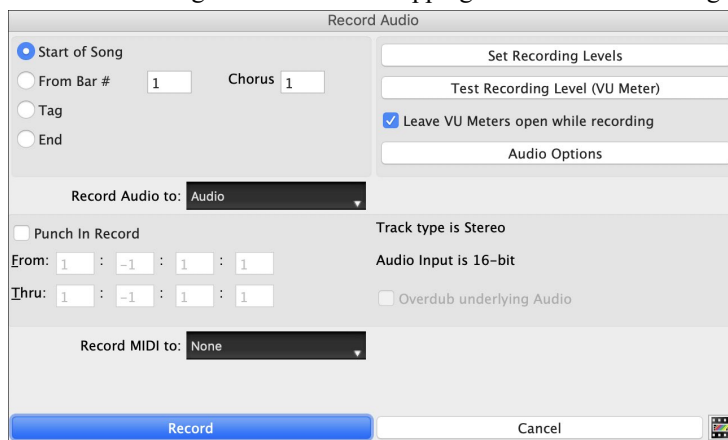 Record Audio
Start of Song
From Bar # 1 Chorus 1
Tag
End
Set Recording Levels
Test Recording Level (VU Meter)
Leave VU Meters open while recording
Audio Options
Record Audio to: Audio
Punch In Record
From: 1 : -1 : 1 : 1
Thru: 1 : -1 : 1 : 1
Track type is Stereo
Audio Input is 16-bit
Overdub underlying Audio
Record MIDI to: None
Record
Cancel